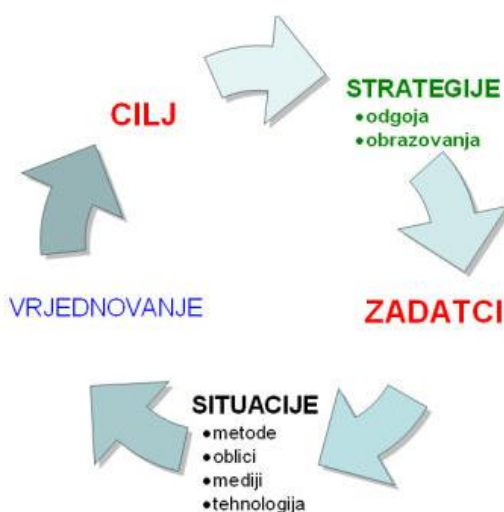 CILJ
STRATEGIJE
•odgoja
•obrazovanja
ZADATCI
SITUACIJE
•metode
•oblici
•mediji
•tehnologija
VRJEDNOVANJE